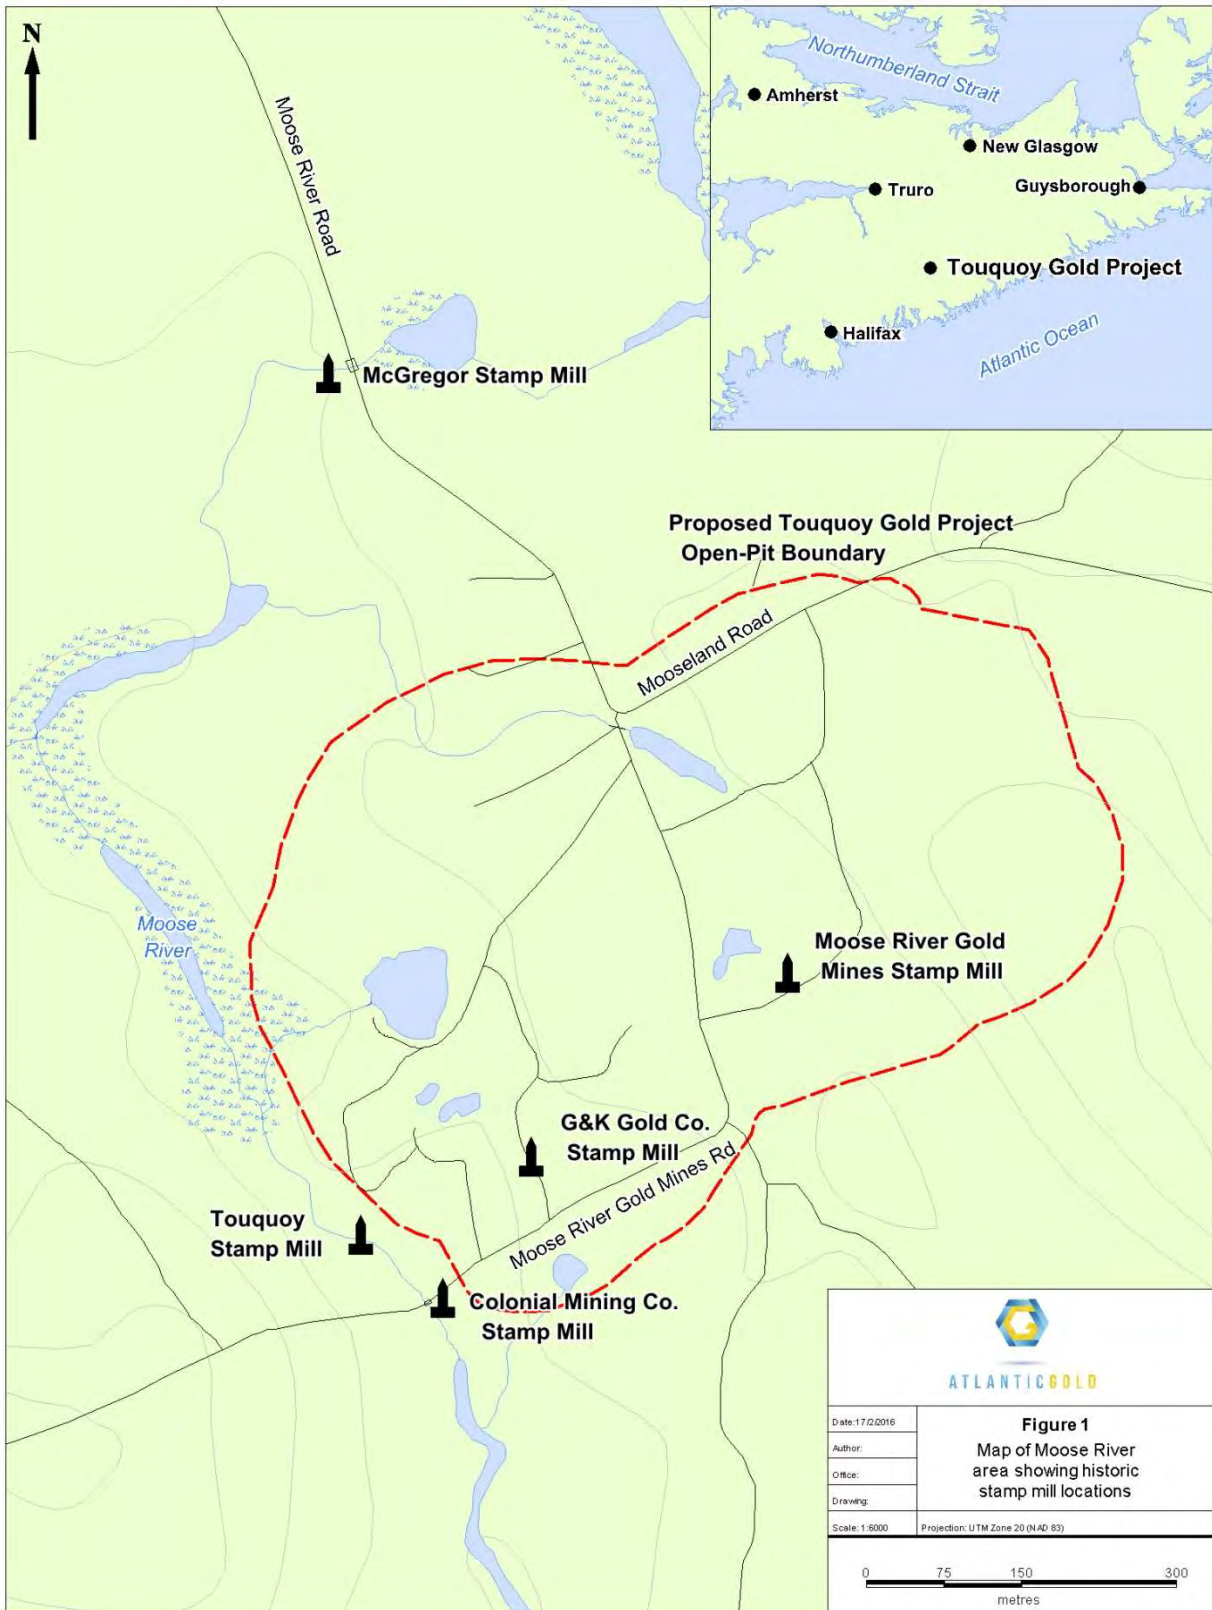 N
Moose River Road
Northumberland Strait
Amherst
New Glasgow
Truro
Guysborough
Touquoy Gold Project
Halifax
Atlantic Ocean
McGregor Stamp Mill
Proposed Touquoy Gold Project
Open-Pit Boundary
Mooseland Road
Moose
River
Moose River Gold
Mines Stamp Mill
G&K Gold Co.
Stamp Mill
Moose River Gold Mines Rd
Touquoy
Stamp Mill
Colonial Mining Co.
Stamp Mill
G
ATLANTICGOLD
Date:17/2/2016
Author:
Office:
Drawing:
Scale: 1:6000
Figure 1
Map of Moose River
area showing historic
stamp mill locations
Projection: UTM Zone 20 (NAD 83)
0 75 150 300
metres